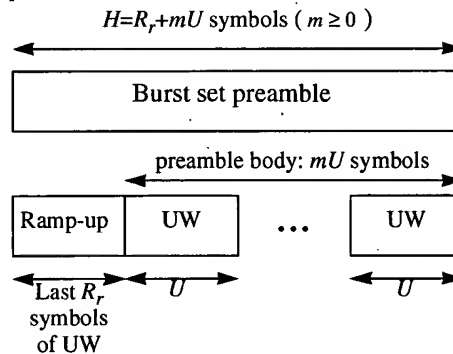 H=R_r+mU symbols ( m ≥ 0 )
Burst set preamble
preamble body: mU symbols
Ramp-up UW ... UW
Last R_r U U
symbols
of UW